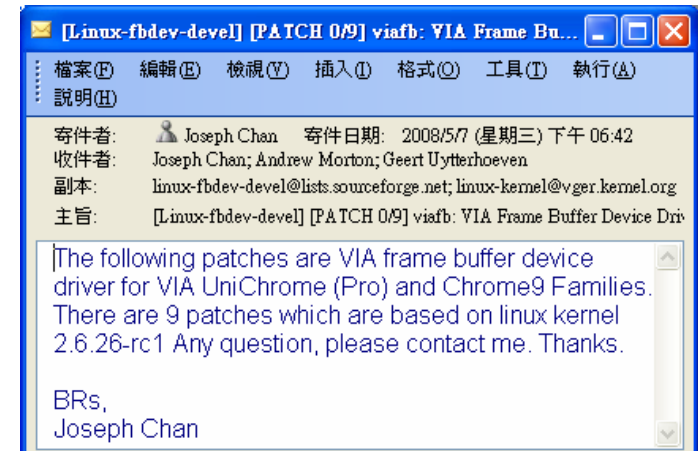 [Linux-fbdev-devel] [PATCH 0/9] viafb: VIA Frame Bu...
檔案(F) 編輯(E) 檢視(V) 插入(I) 格式(O) 工具(T) 執行(A)
說明(H)
寄件者: Joseph Chan 寄件日期: 2008/5/7 (星期三) 下午 06:42
收件者: Joseph Chan; Andrew Morton; Geert Uytterhoeven
副本: linux-fbdev-devel@lists.sourceforge.net; linux-kernel@vger.kernel.org
主旨: [Linux-fbdev-devel] [PATCH 0/9] viafb: VIA Frame Buffer Device Driv
The following patches are VIA frame buffer device
driver for VIA UniChrome (Pro) and Chrome9 Families.
There are 9 patches which are based on linux kernel
2.6.26-rc1 Any question, please contact me. Thanks.
BRs,
Joseph Chan